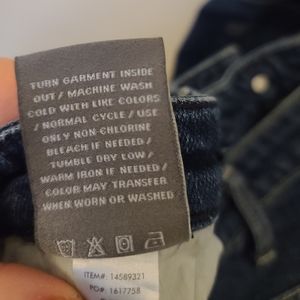 TURN GARMENT INSIDE
OUT / MACHINE WASH
COLD WITH LIKE COLORS
/ NORMAL CYCLE / USE
ONLY NON-CHLORINE
BLEACH IF NEEDED /
TUMBLE DRY LOW /
WARM IRON IF NEEDED /
COLOR MAY TRANSFER
WHEN WORN OR WASHED
ITEM#: 14589321
PO#: 1617758